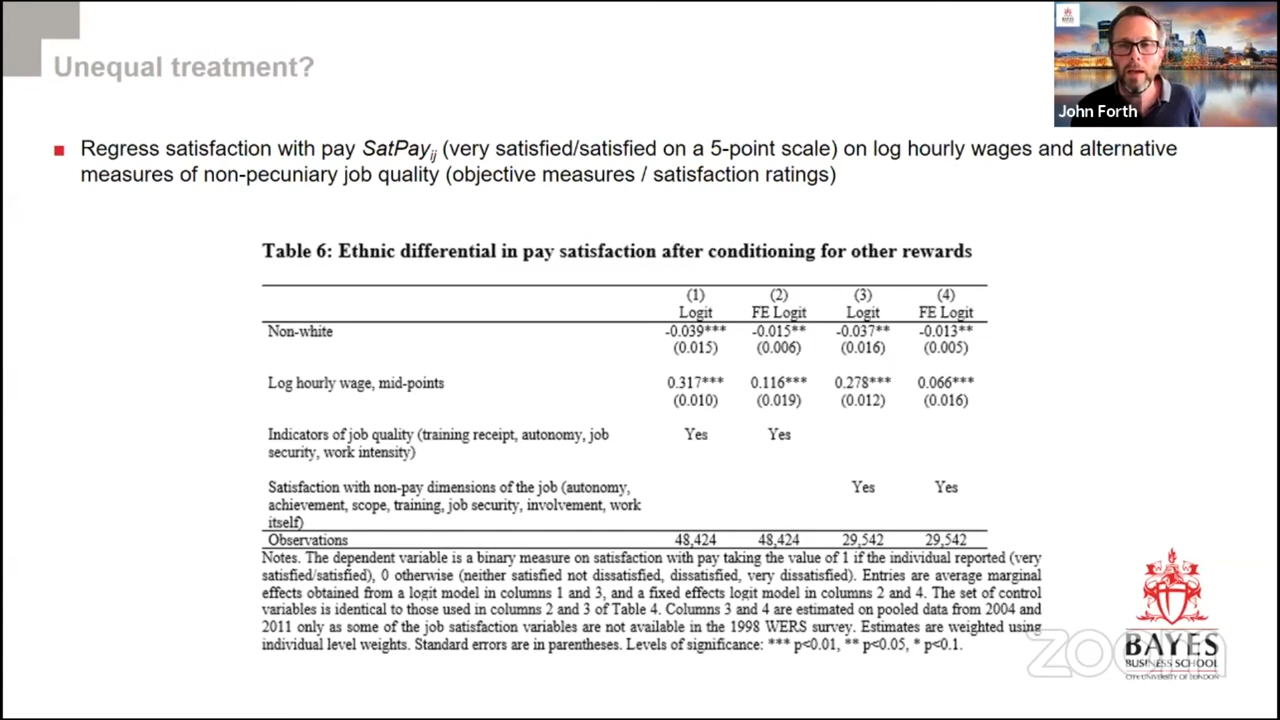 Unequal treatment?
John Forth
Regress satisfaction with pay SatPayij (very satisfied/satisfied on a 5-point scale) on log hourly wages and alternative
measures of non-pecuniary job quality (objective measures / satisfaction ratings)
Table 6: Ethnic differential in pay satisfaction after conditioning for other rewards
(1) (2) (3) (4)
Logit FE Logit Logit FE Logit
Non-white -0.039*** -0.015** -0.037** -0.013**
(0.015) (0.006) (0.016) (0.005)
Log hourly wage, mid-points 0.317*** 0.116*** 0.278*** 0.066***
(0.010) (0.019) (0.012) (0.016)
Indicators of job quality (training receipt, autonomy, job Yes Yes
security, work intensity)
Satisfaction with non-pay dimensions of the job (autonomy, Yes Yes
achievement, scope, training, job security, involvement, work
itself)
Observations 48,424 48,424 29,542 29,542
Notes. The dependent variable is a binary measure on satisfaction with pay taking the value of 1 if the individual reported (very
satisfied/satisfied), 0 otherwise (neither satisfied not dissatisfied, dissatisfied, very dissatisfied). Entries are average marginal
effects obtained from a logit model in columns 1 and 3, and a fixed effects logit model in columns 2 and 4. The set of control
variables is identical to those used in columns 2 and 3 of Table 4. Columns 3 and 4 are estimated on pooled data from 2004 and
2011 only as some of the job satisfaction variables are not available in the 1998 WERS survey. Estimates are weighted using
individual level weights. Standard errors are in parentheses. Levels of significance: *** p<0.01, ** p<0.05, * p<0.1.
zoom
BAYES
BUSINESS SCHOOL
CITY, UNIVERSITY OF LONDON